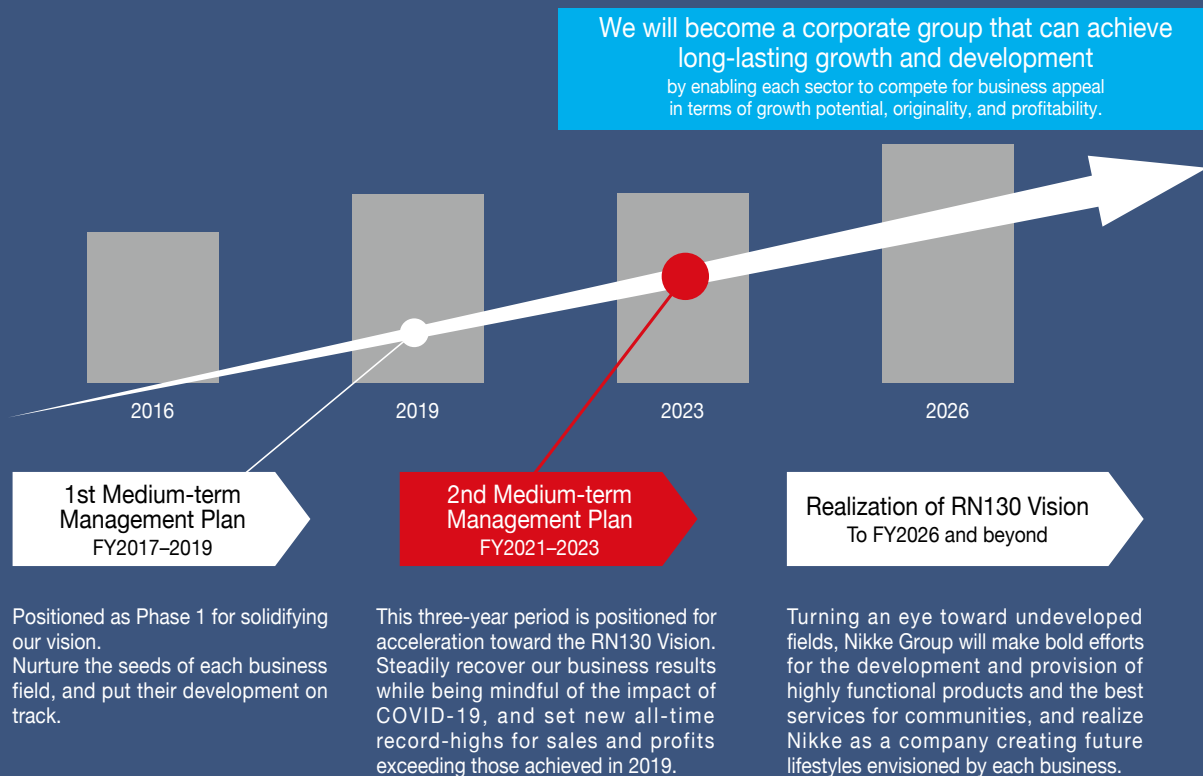 We will become a corporate group that can achieve
long-lasting growth and development
by enabling each sector to compete for business appeal
in terms of growth potential, originality, and profitability.
2016
2019
2023
2026
1st Medium-term
Management Plan
FY2017–2019
Positioned as Phase 1 for solidifying
our vision.
Nurture the seeds of each business
field, and put their development on
track.
2nd Medium-term
Management Plan
FY2021–2023
This three-year period is positioned for
acceleration toward the RN130 Vision.
Steadily recover our business results
while being mindful of the impact of
COVID-19, and set new all-time
record-highs for sales and profits
exceeding those achieved in 2019.
Realization of RN130 Vision
To FY2026 and beyond
Turning an eye toward undeveloped
fields, Nikke Group will make bold efforts
for the development and provision of
highly functional products and the best
services for communities, and realize
Nikke as a company creating future
lifestyles envisioned by each business.